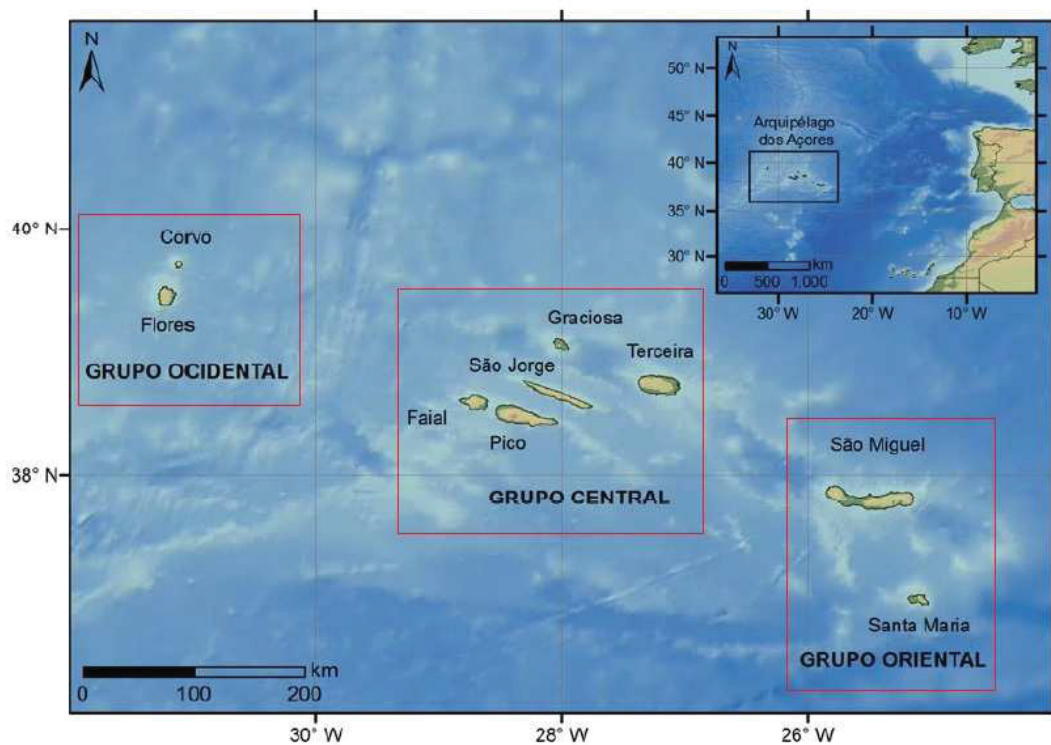 N
40° N
38° N
30° W
28° W
26° W
Corvo
Flores
GRUPO OCIDENTAL
Graciosa
Terceira
São Jorge
Faial
Pico
GRUPO CENTRAL
São Miguel
Santa Maria
GRUPO ORIENTAL
km
0 100 200
N
50° N
45° N
40° N
35° N
30° N
Arquipélago
dos Açores
km
0 500 1,000
30° W 20° W 10° W